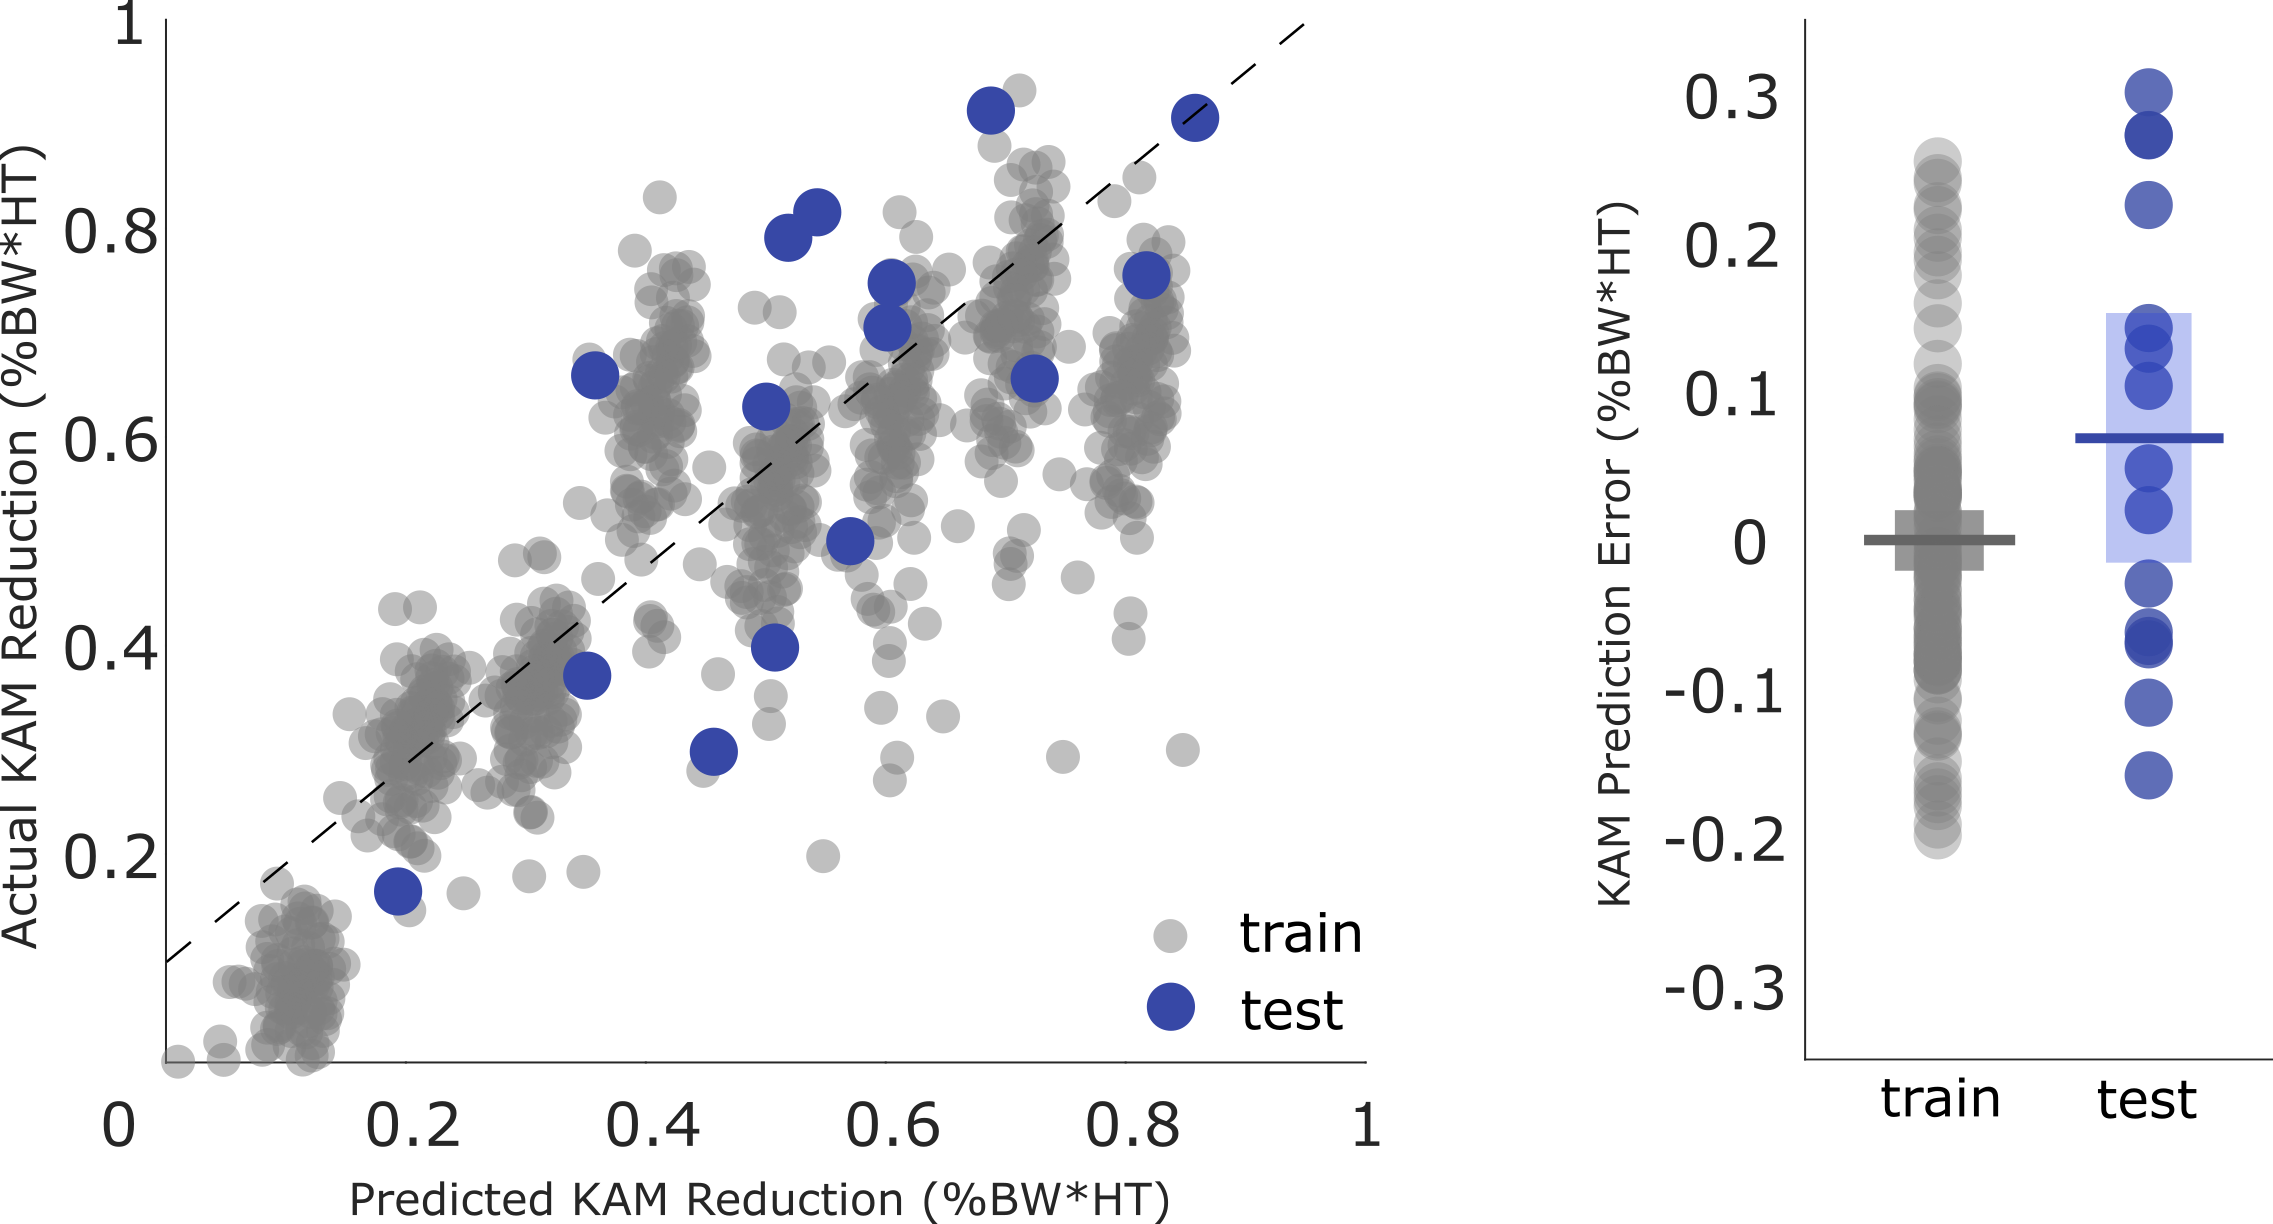 Actual KAM Reduction (%BW*HT)
1
0.8
0.6
0.4
0.2
0
0.2
0.4
0.6
0.8
1
Predicted KAM Reduction (%BW*HT)
train
test
KAM Prediction Error (%BW*HT)
0.3
0.2
0.1
0
-0.1
-0.2
-0.3
train
test